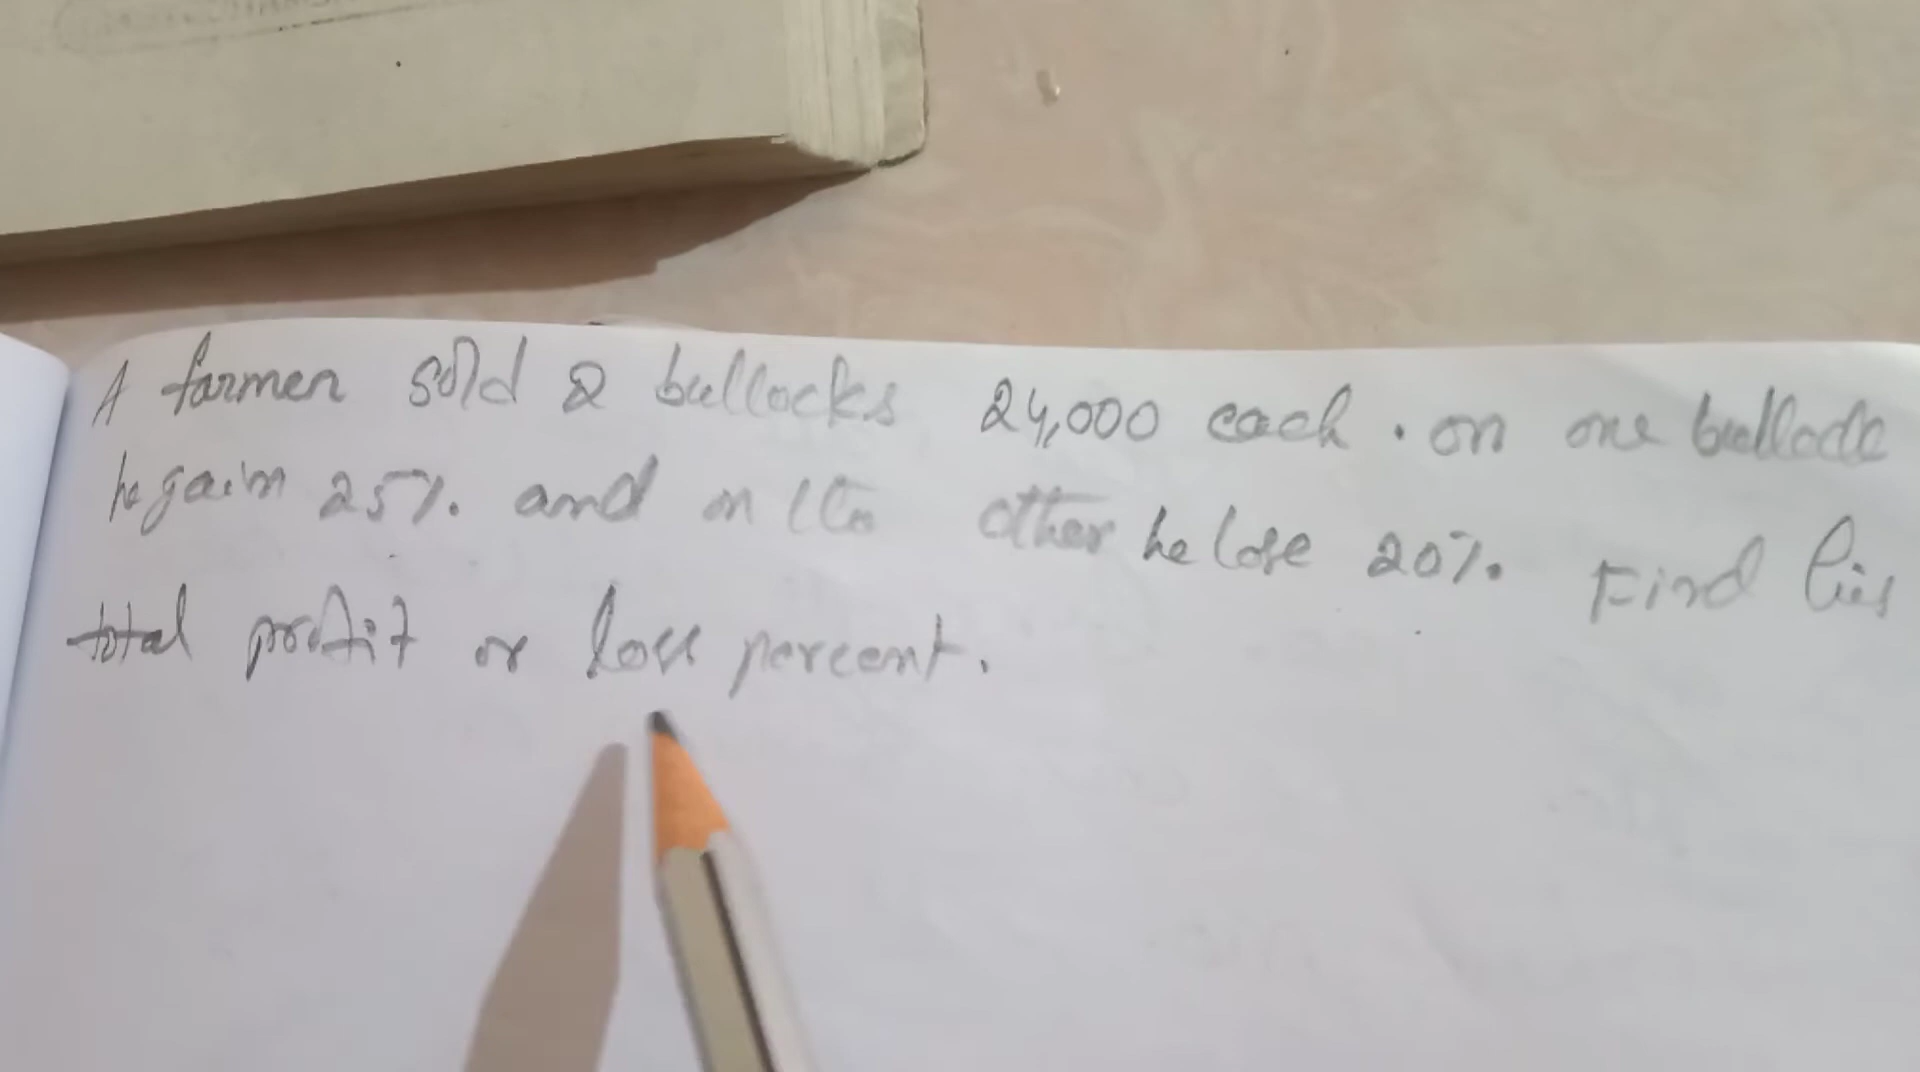 A farmer sold 2 bullocks 24,000 each. on one bullock
he gain 25%. and on the other he lose 20%. Find his
total profit or loss percent.